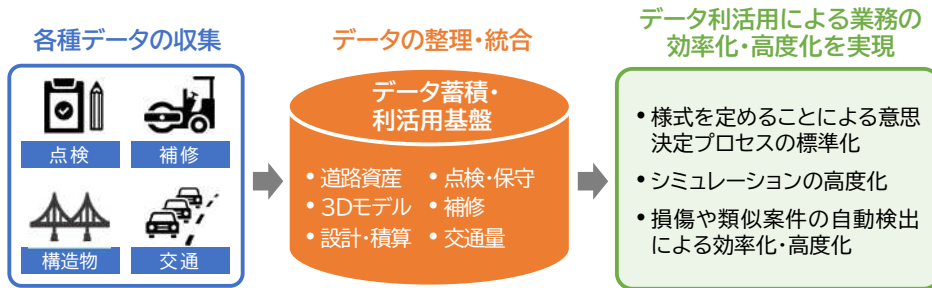 各種データの収集
点検
補修
構造物
交通
データの整理・統合
データ蓄積・
利活用基盤
• 道路資産
• 3Dモデル
• 設計・積算
• 点検・保守
• 補修
• 交通量
データ利活用による業務の
効率化・高度化を実現
• 様式を定めることによる意思
決定プロセスの標準化
• シミュレーションの高度化
• 損傷や類似案件の自動検出
による効率化・高度化